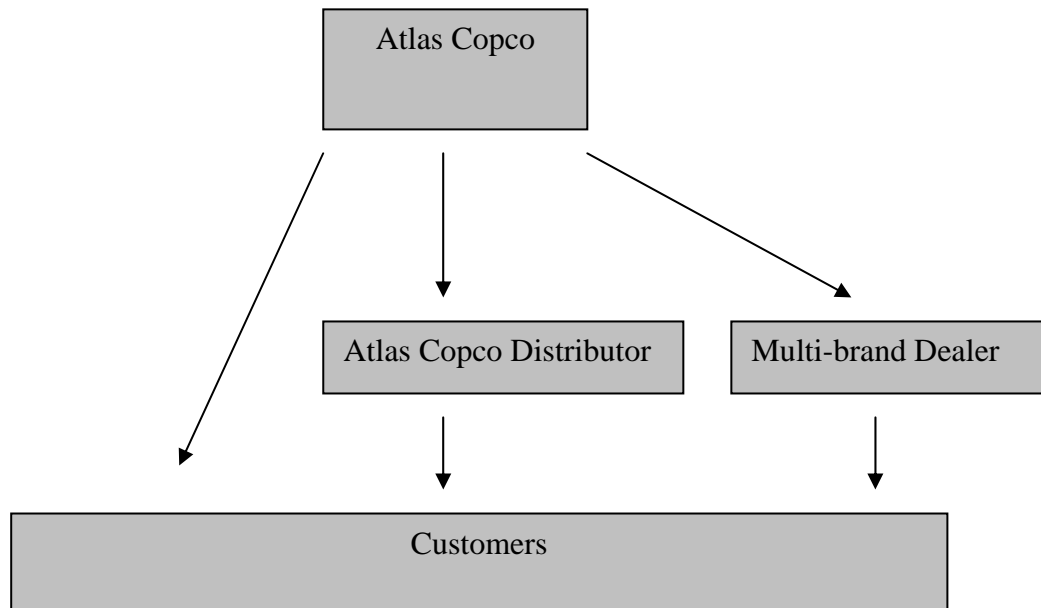 Atlas Copco
Atlas Copco Distributor
Multi-brand Dealer
Customers